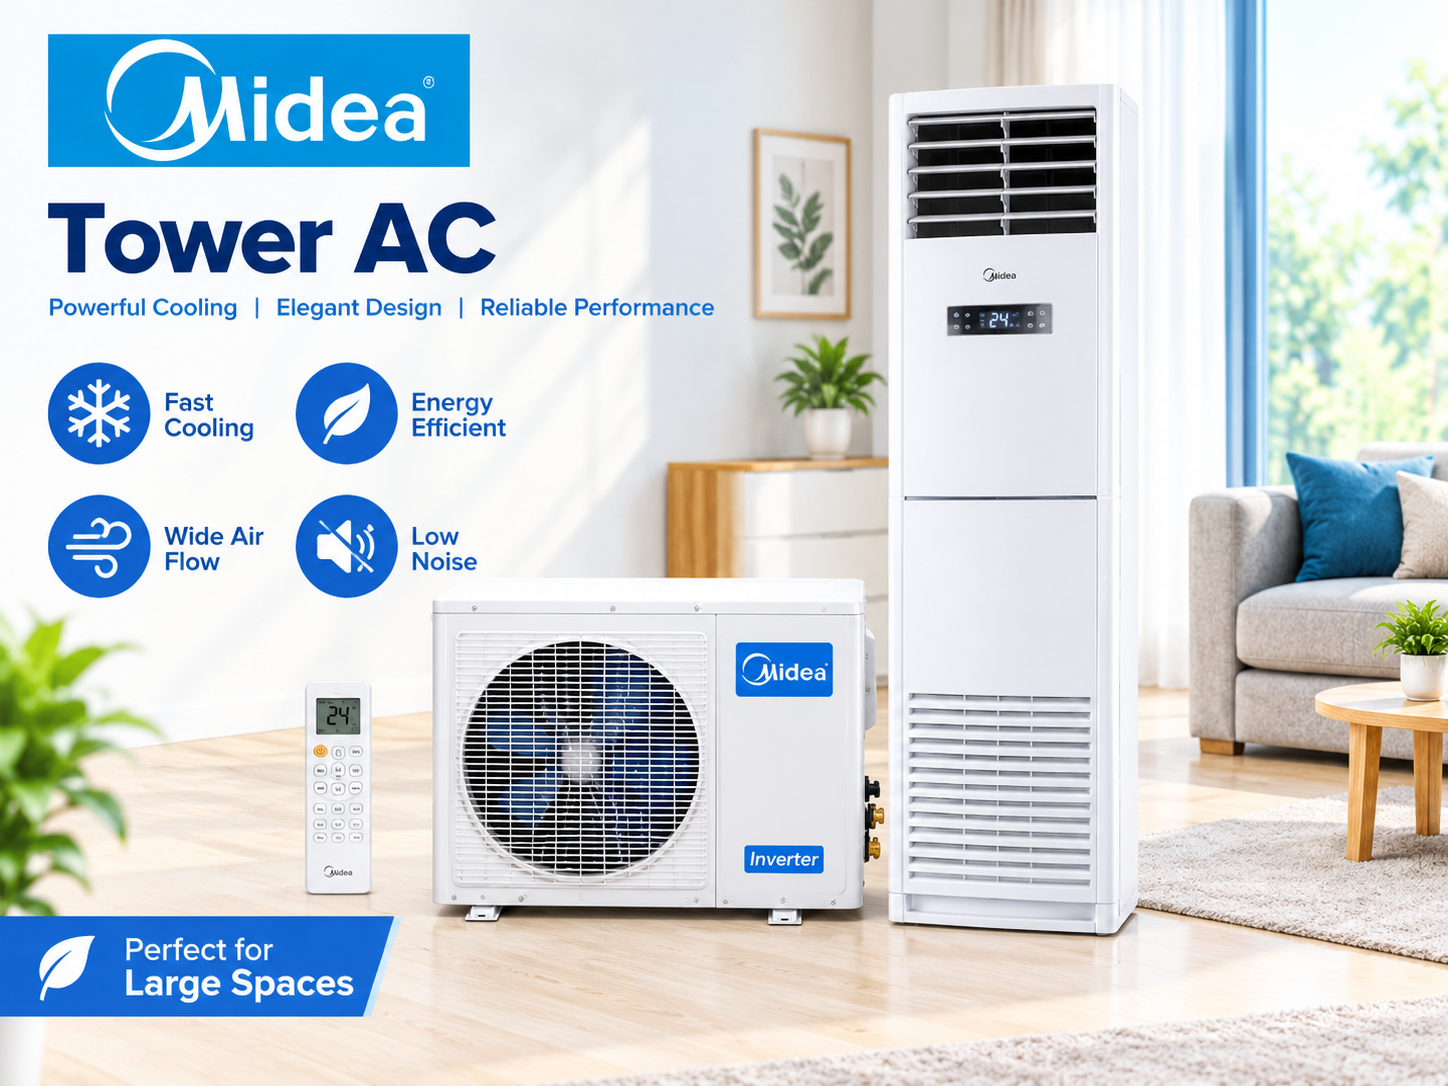 Midea®
Tower AC
Powerful Cooling | Elegant Design | Reliable Performance
Fast
Cooling
Energy
Efficient
Wide Air
Flow
Low
Noise
Midea
24
Midea
Inverter
24
Midea
Perfect for
Large Spaces